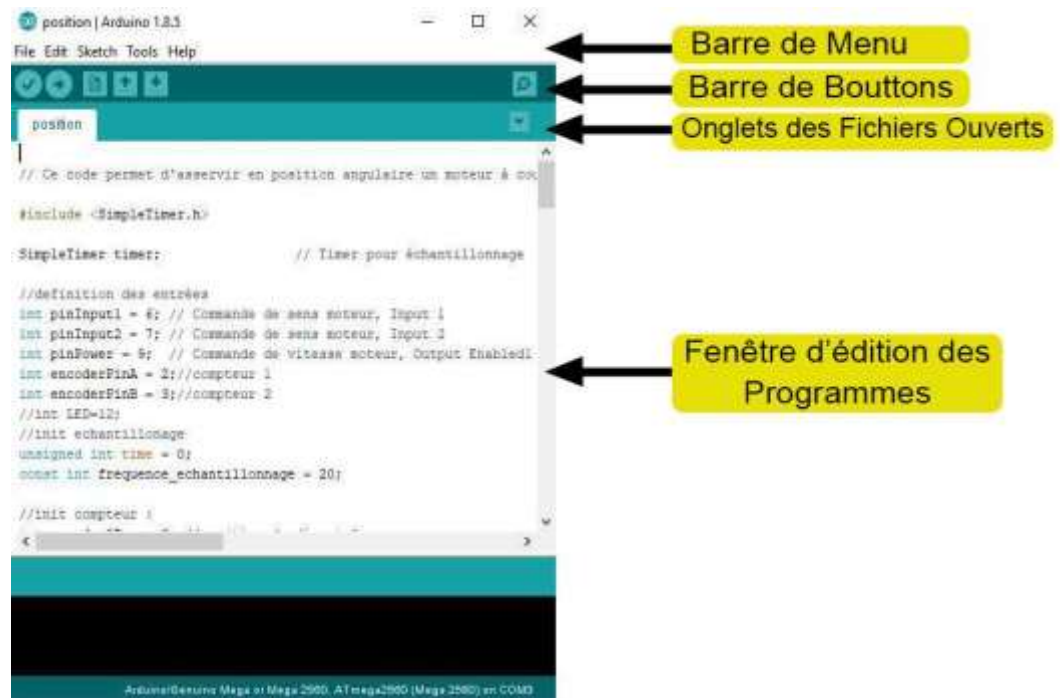 position | Arduino 1.8.5
File Edit Sketch Tools Help
Barre de Menu
Barre de Bouttons
position
Onglets des Fichiers Ouverts
// Ce code permet d'asservir en position angulaire un moteur à cou
#include <SimpleTimer.h>
SimpleTimer timer; // Timer pour échantillonnage
//definition des entrées
int pinInput1 = 6; // Commande de sens moteur, Input 1
int pinInput2 = 7; // Commande de sens moteur, Input 2
int pinPower = 9; // Commande de vitesse moteur, Output Enabled1
int encoderPinA = 2;//compteur 1
int encoderPinB = 3;//compteur 2
//int LED=12;
//init echantillonage
unsigned int time = 0;
const int frequence_echantillonnage = 20;
//init compteur :
Fenêtre d'édition des
Programmes
Arduino/Genuino Mega or Mega 2560, ATmega2560 (Mega 2560) on COM3